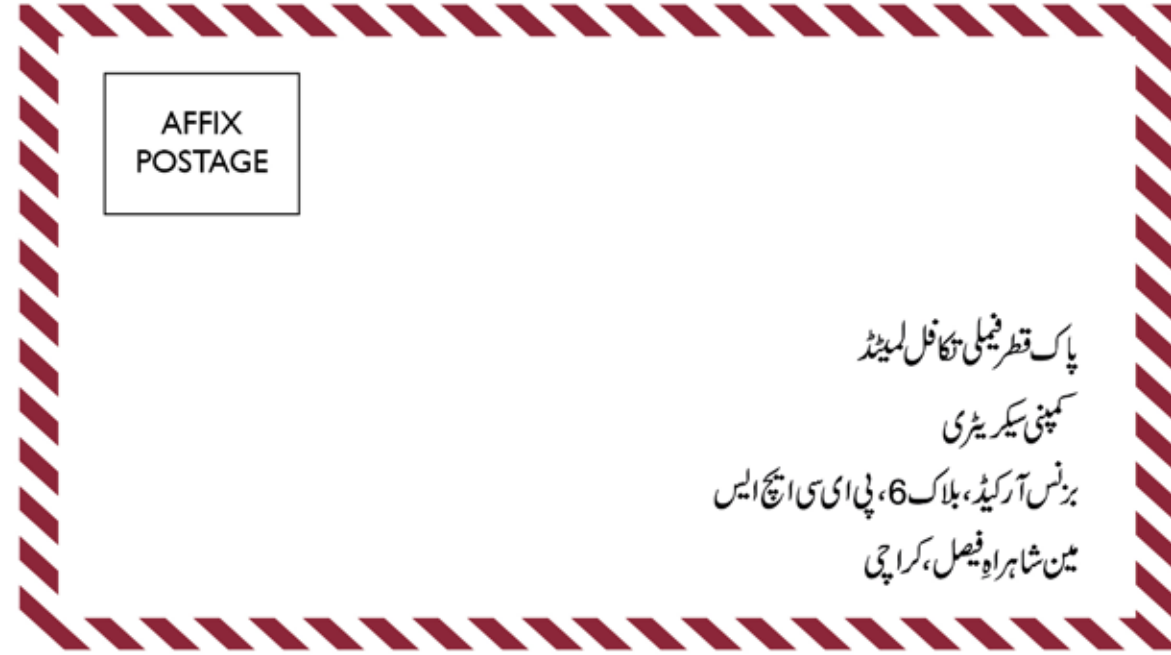 AFFIX
POSTAGE
پاک قطر فیملی تکافل لمیٹڈ
کمپنی سیکریٹری
بزنس آرکیڈ، بلاک 6، پی ای سی ایچ ایس
مین شاہراہِ فیصل، کراچی